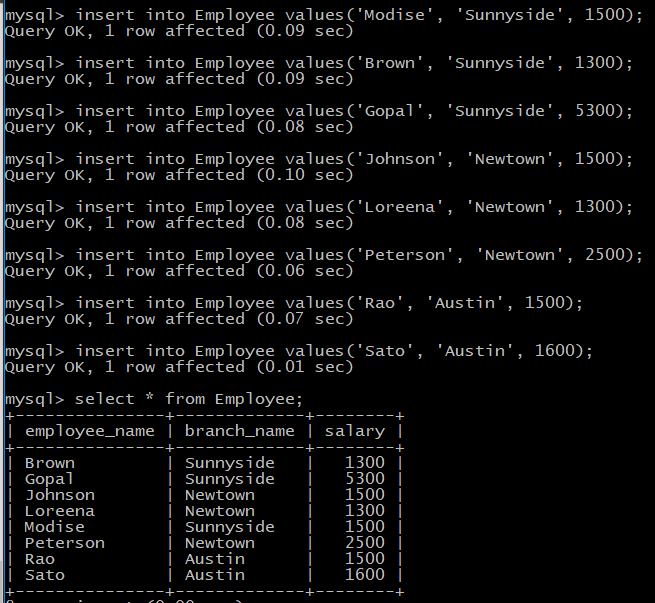 mysql> insert into Employee values('Modise', 'Sunnyside', 1500);
Query OK, 1 row affected (0.09 sec)
mysql> insert into Employee values('Brown', 'Sunnyside', 1300);
Query OK, 1 row affected (0.09 sec)
mysql> insert into Employee values('Gopal', 'Sunnyside', 5300);
Query OK, 1 row affected (0.08 sec)
mysql> insert into Employee values('Johnson', 'Newtown', 1500);
Query OK, 1 row affected (0.10 sec)
mysql> insert into Employee values('Loreena', 'Newtown', 1300);
Query OK, 1 row affected (0.08 sec)
mysql> insert into Employee values('Peterson', 'Newtown', 2500);
Query OK, 1 row affected (0.06 sec)
mysql> insert into Employee values('Rao', 'Austin', 1500);
Query OK, 1 row affected (0.07 sec)
mysql> insert into Employee values('Sato', 'Austin', 1600);
Query OK, 1 row affected (0.01 sec)
mysql> select * from Employee;
+---------------+-------------+--------+
| employee_name | branch_name | salary |
+---------------+-------------+--------+
| Brown         | Sunnyside   |   1300 |
| Gopal         | Sunnyside   |   5300 |
| Johnson       | Newtown     |   1500 |
| Loreena       | Newtown     |   1300 |
| Modise        | Sunnyside   |   1500 |
| Peterson      | Newtown     |   2500 |
| Rao           | Austin      |   1500 |
| Sato          | Austin      |   1600 |
+---------------+-------------+--------+